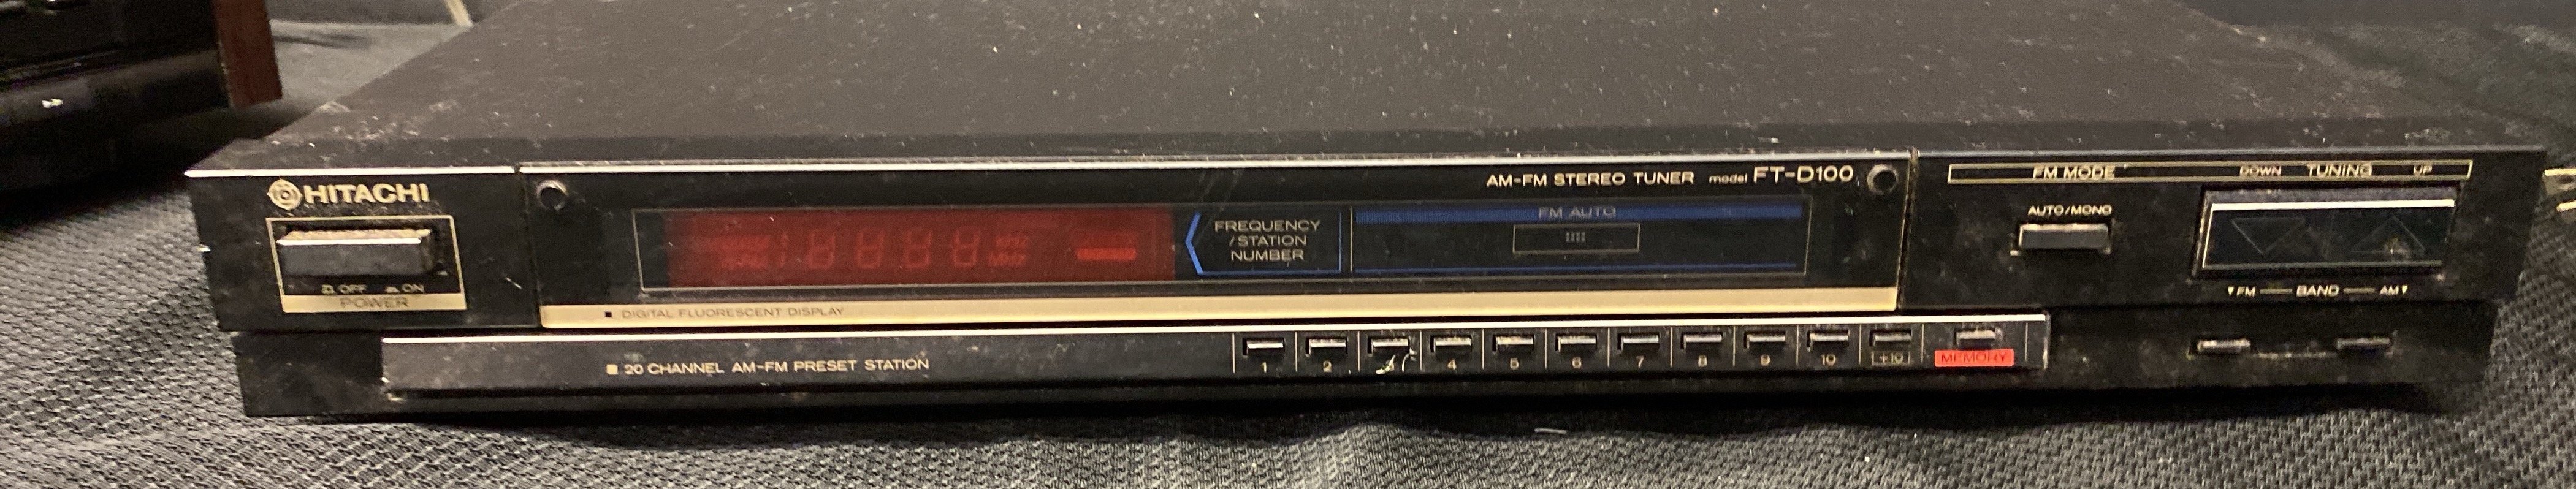 HITACHI
OFF ON
POWER
AM-FM STEREO TUNER model FT-D100
FREQUENCY
/STATION
NUMBER
FM AUTO
DIGITAL FLUORESCENT DISPLAY
20 CHANNEL AM-FM PRESET STATION
1 2 4 5 6 7 8 9 10 +10 MEMORY
FM MODE
AUTO/MONO
DOWN TUNING UP
FM BAND AM